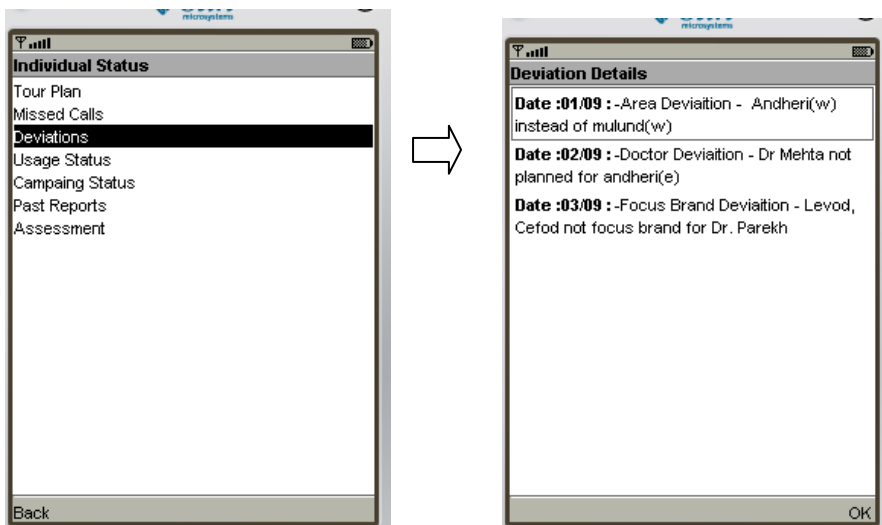 microsystems
Individual Status
Tour Plan
Missed Calls
Deviations
Usage Status
Campaing Status
Past Reports
Assessment
Back
microsystems
Deviation Details
Date :01/09 :-Area Deviaition - Andheri(w)
instead of mulund(w)
Date :02/09 :-Doctor Deviaition - Dr Mehta not
planned for andheri(e)
Date :03/09 :-Focus Brand Deviaition - Levod,
Cefod not focus brand for Dr. Parekh
OK